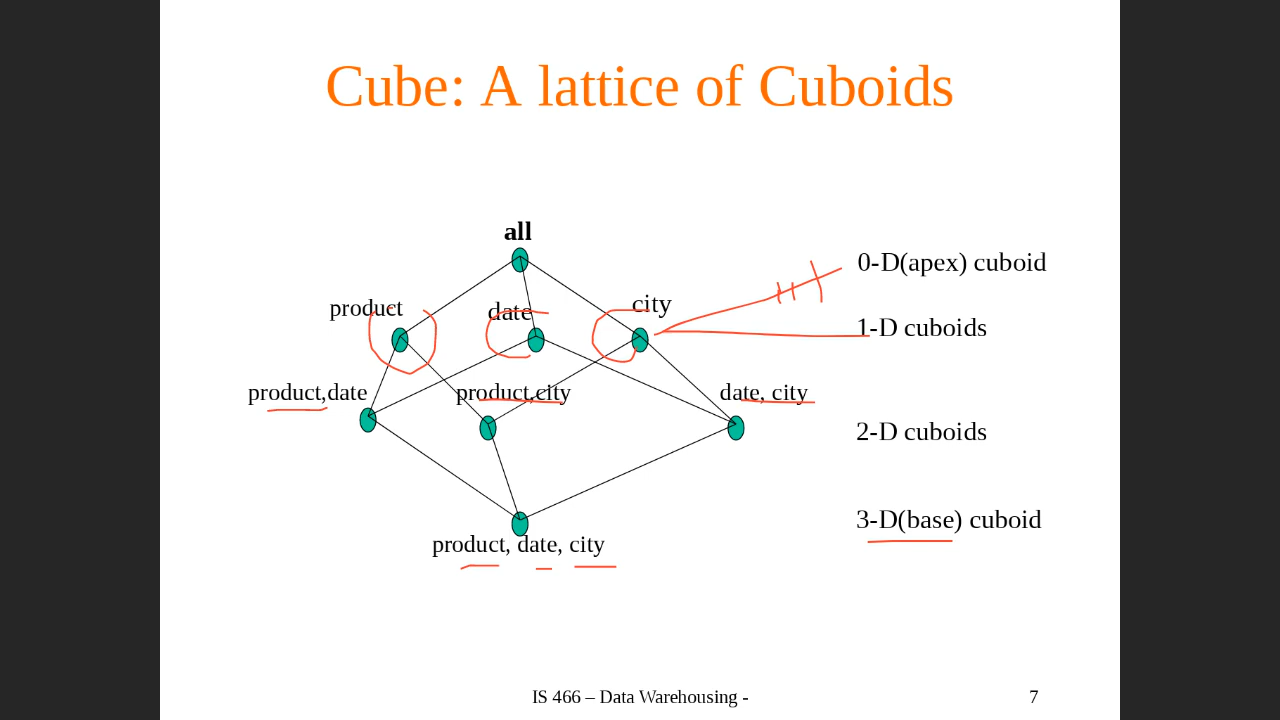 Cube: A lattice of Cuboids
all
0-D(apex) cuboid
product
date
city
1-D cuboids
product,date
product,city
date, city
2-D cuboids
3-D(base) cuboid
product, date, city
IS 466 – Data Warehousing -
7